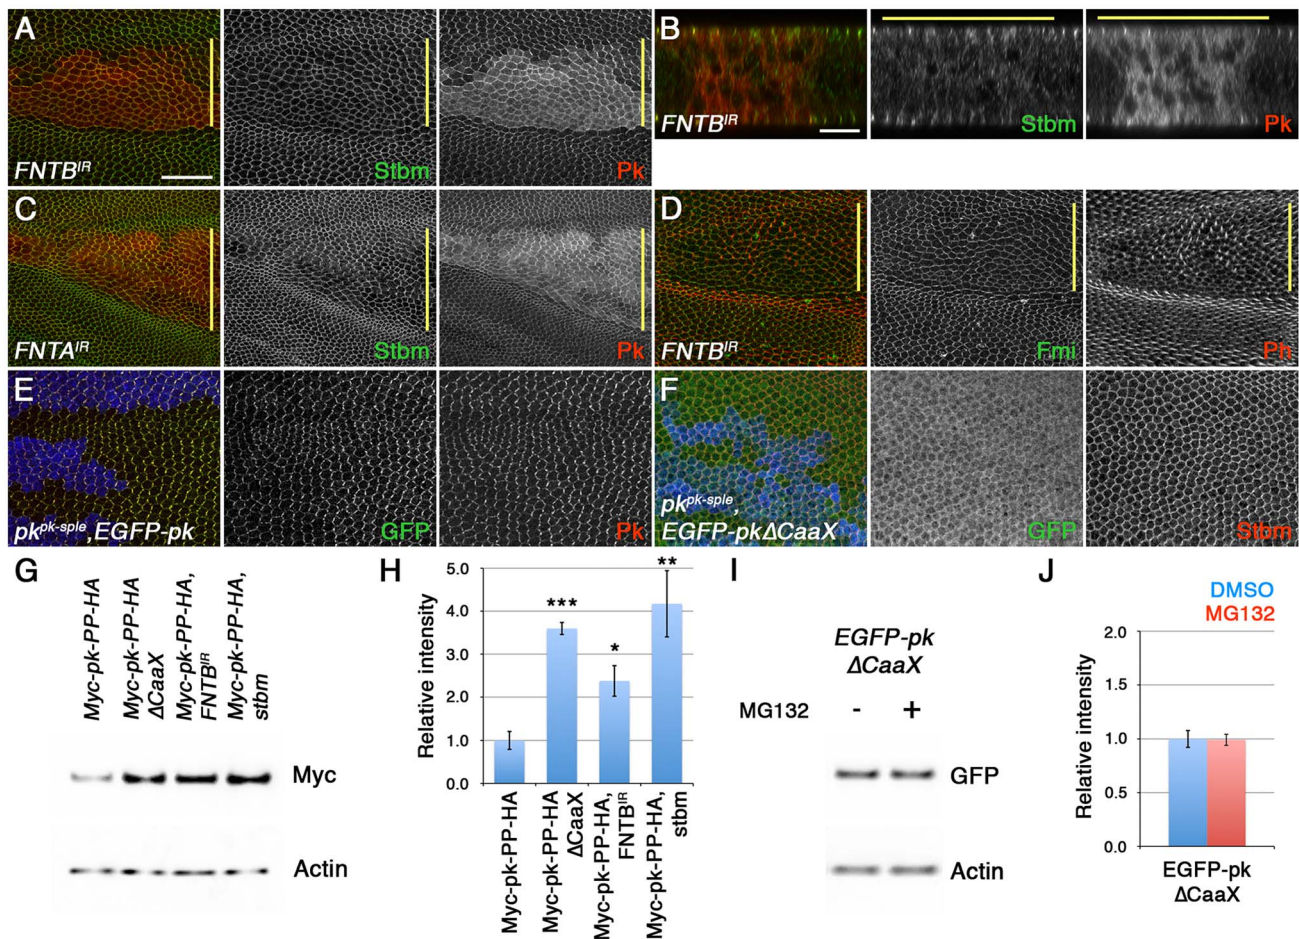 A
FNTB^IR
Stbm
Pk
B
FNTB^IR
Stbm
Pk
C
FNTA^IR
Stbm
Pk
D
FNTB^IR
Fmi
Ph
E
pk^pk-sple,EGFP-pk
GFP
Pk
F
pk^pk-sple,
EGFP-pkΔCaaX
GFP
Stbm
G
Myc-pk-PP-HA
Myc-pk-PP-HA
ΔCaaX
Myc-pk-PP-HA,
FNTB^IR
Myc-pk-PP-HA,
stbm
Myc
Actin
H
Relative intensity
5.0
4.0
3.0
2.0
1.0
0.0
***
*
**
Myc-pk-PP-HA
Myc-pk-PP-HA
ΔCaaX
Myc-pk-PP-HA,
FNTB^IR
Myc-pk-PP-HA,
stbm
I
EGFP-pk
ΔCaaX
MG132 - +
GFP
Actin
J
DMSO
MG132
Relative intensity
2.0
1.5
1.0
0.5
0.0
EGFP-pk
ΔCaaX